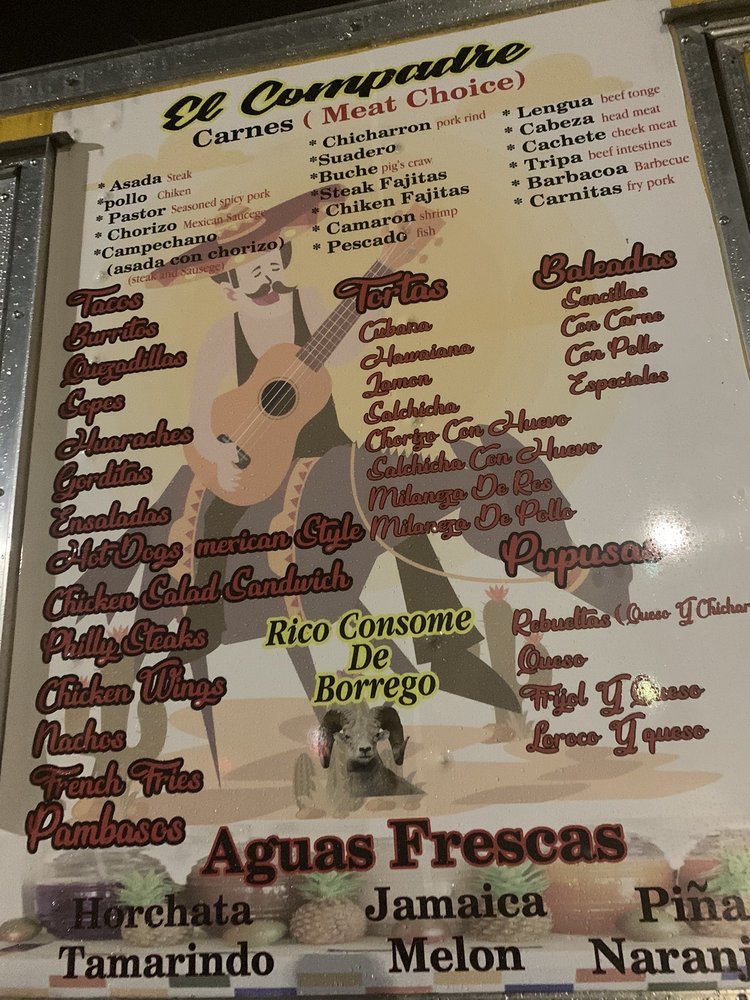 El Compadre
Carnes ( Meat Choice)
* Asada Steak
*pollo Chiken
* Pastor Seasoned spicy pork
* Chorizo Mexican Saucege
*Campechano
(asada con chorizo)
(steak and Sausege)
* Chicharron pork rind
*Suadero
*Buche pig's craw
*Steak Fajitas
* Chiken Fajitas
* Camaron shrimp
* Pescado fish
* Lengua beef tonge
* Cabeza head meat
* Cachete cheek meat
* Tripa beef intestines
* Barbacoa Barbecue
* Carnitas fry pork
Tacos
Burritos
Quezadillas
Sopes
Huaraches
Gorditas
Ensaladas
Hot Dogs mexican Style
Chicken Salad Sandwich
Philly Steaks
Chicken Wings
Nachos
French Fries
Pambasos
Tortas
Cubana
Hawaiana
Jamon
Salchicha
Chorizo Con Huevo
Salchicha Con Huevo
Milaneza De Res
Milaneza De Pollo
Baleadas
Sencillas
Con Carne
Con Pollo
Especiales
Pupusas
Rebueltas (Queso Y Chichar
Queso
Frijol Y Queso
Loroco Y queso
Rico Consome
De
Borrego
Aguas Frescas
Horchata Jamaica Piña
Tamarindo Melon Naranj